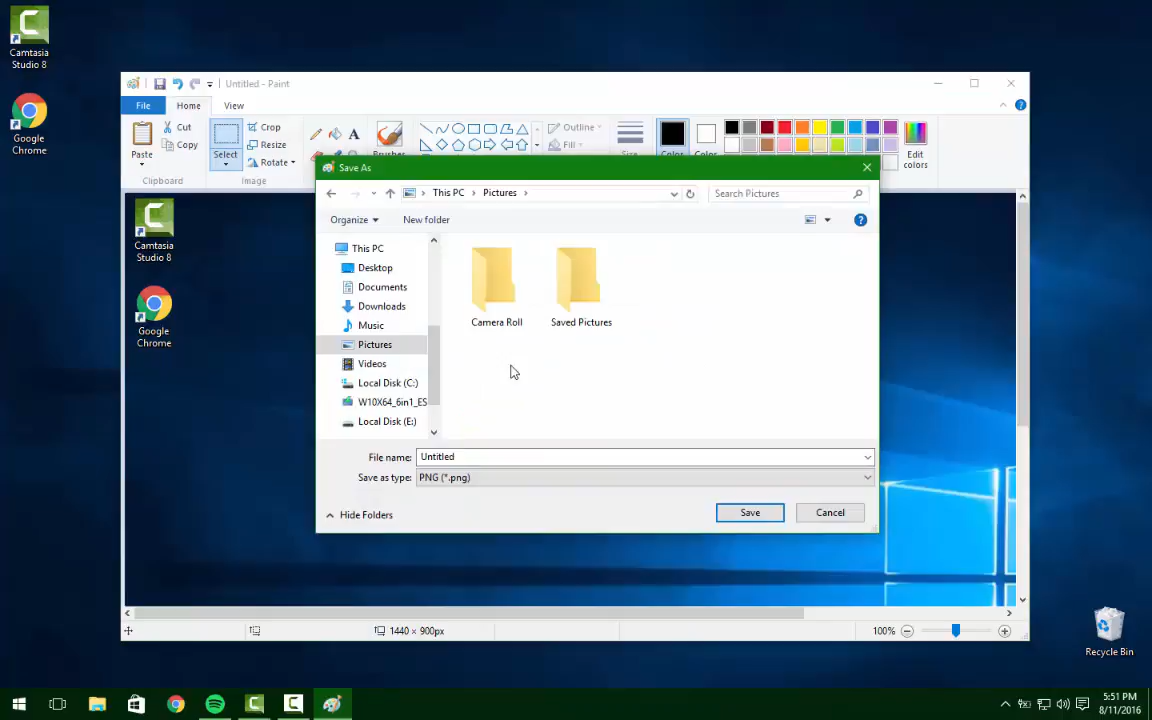 Camtasia
Studio 8
Google
Chrome
Untitled - Paint
File
Home
View
Paste
Cut
Copy
Clipboard
Select
Crop
Resize
Rotate
Image
Outline
Fill
Edit
colors
Camtasia
Studio 8
Google
Chrome
Save As
This PC
Pictures
Search Pictures
Organize
New folder
This PC
Desktop
Documents
Downloads
Music
Pictures
Videos
Local Disk (C:)
W10X64_6in1_ES
Local Disk (E:)
Camera Roll
Saved Pictures
File name: Untitled
Save as type: PNG (*.png)
Hide Folders
Save
Cancel
1440 × 900px
100%
Recycle Bin
5:51 PM
8/11/2016